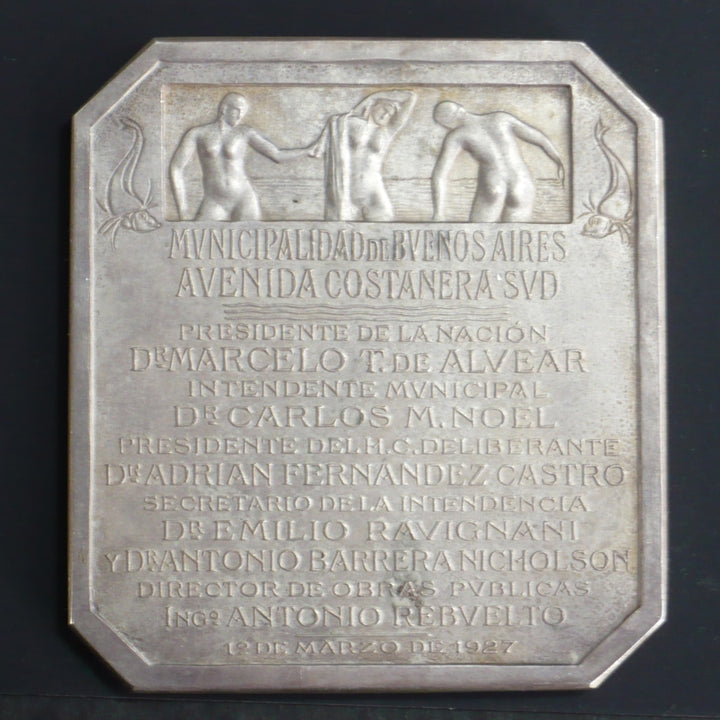 MVNICIPALIDAD DE BVENOS AIRES
AVENIDA COSTANERA SVD
PRESIDENTE DE LA NACIÓN
DR. MARCELO T. DE ALVEAR
INTENDENTE MVNICIPAL
DR. CARLOS M. NOEL
PRESIDENTE DEL H. C. DELIBERANTE
DR. ADRIAN FERNÁNDEZ CASTRO
SECRETARIO DE LA INTENDENCIA
DR. EMILIO RAVIGNANI
Y DR. ANTONIO BARRERA NICHOLSON
DIRECTOR DE OBRAS PVBLICAS
INGO. ANTONIO REBVELTO
1º DE MARZO DE 1927